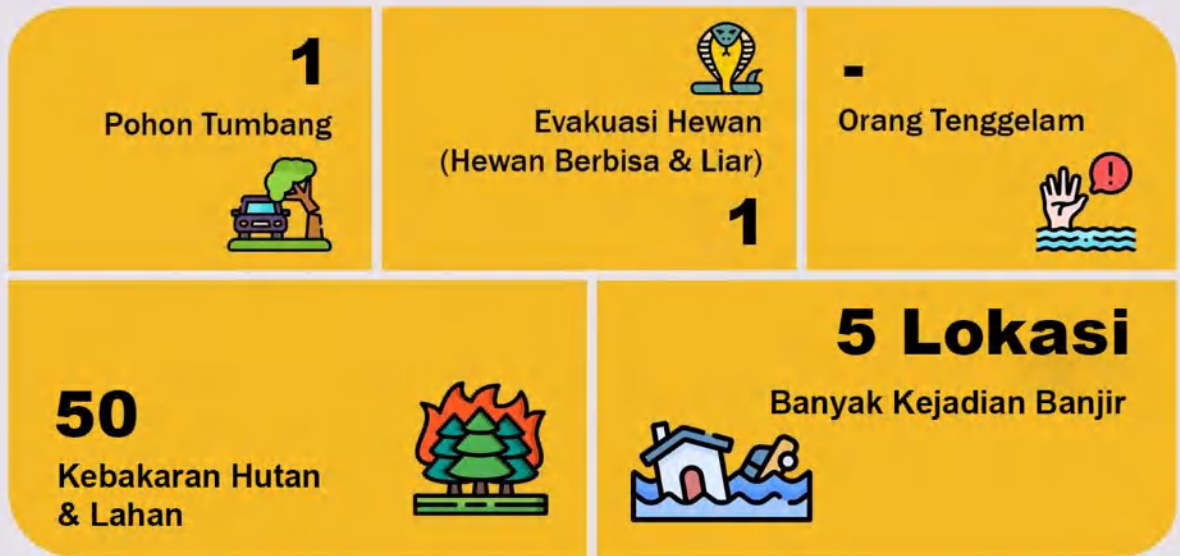 1
Pohon Tumbang
Evakuasi Hewan
(Hewan Berbisa & Liar)
1
-
Orang Tenggelam
!
50
Kebakaran Hutan
& Lahan
5 Lokasi
Banyak Kejadian Banjir